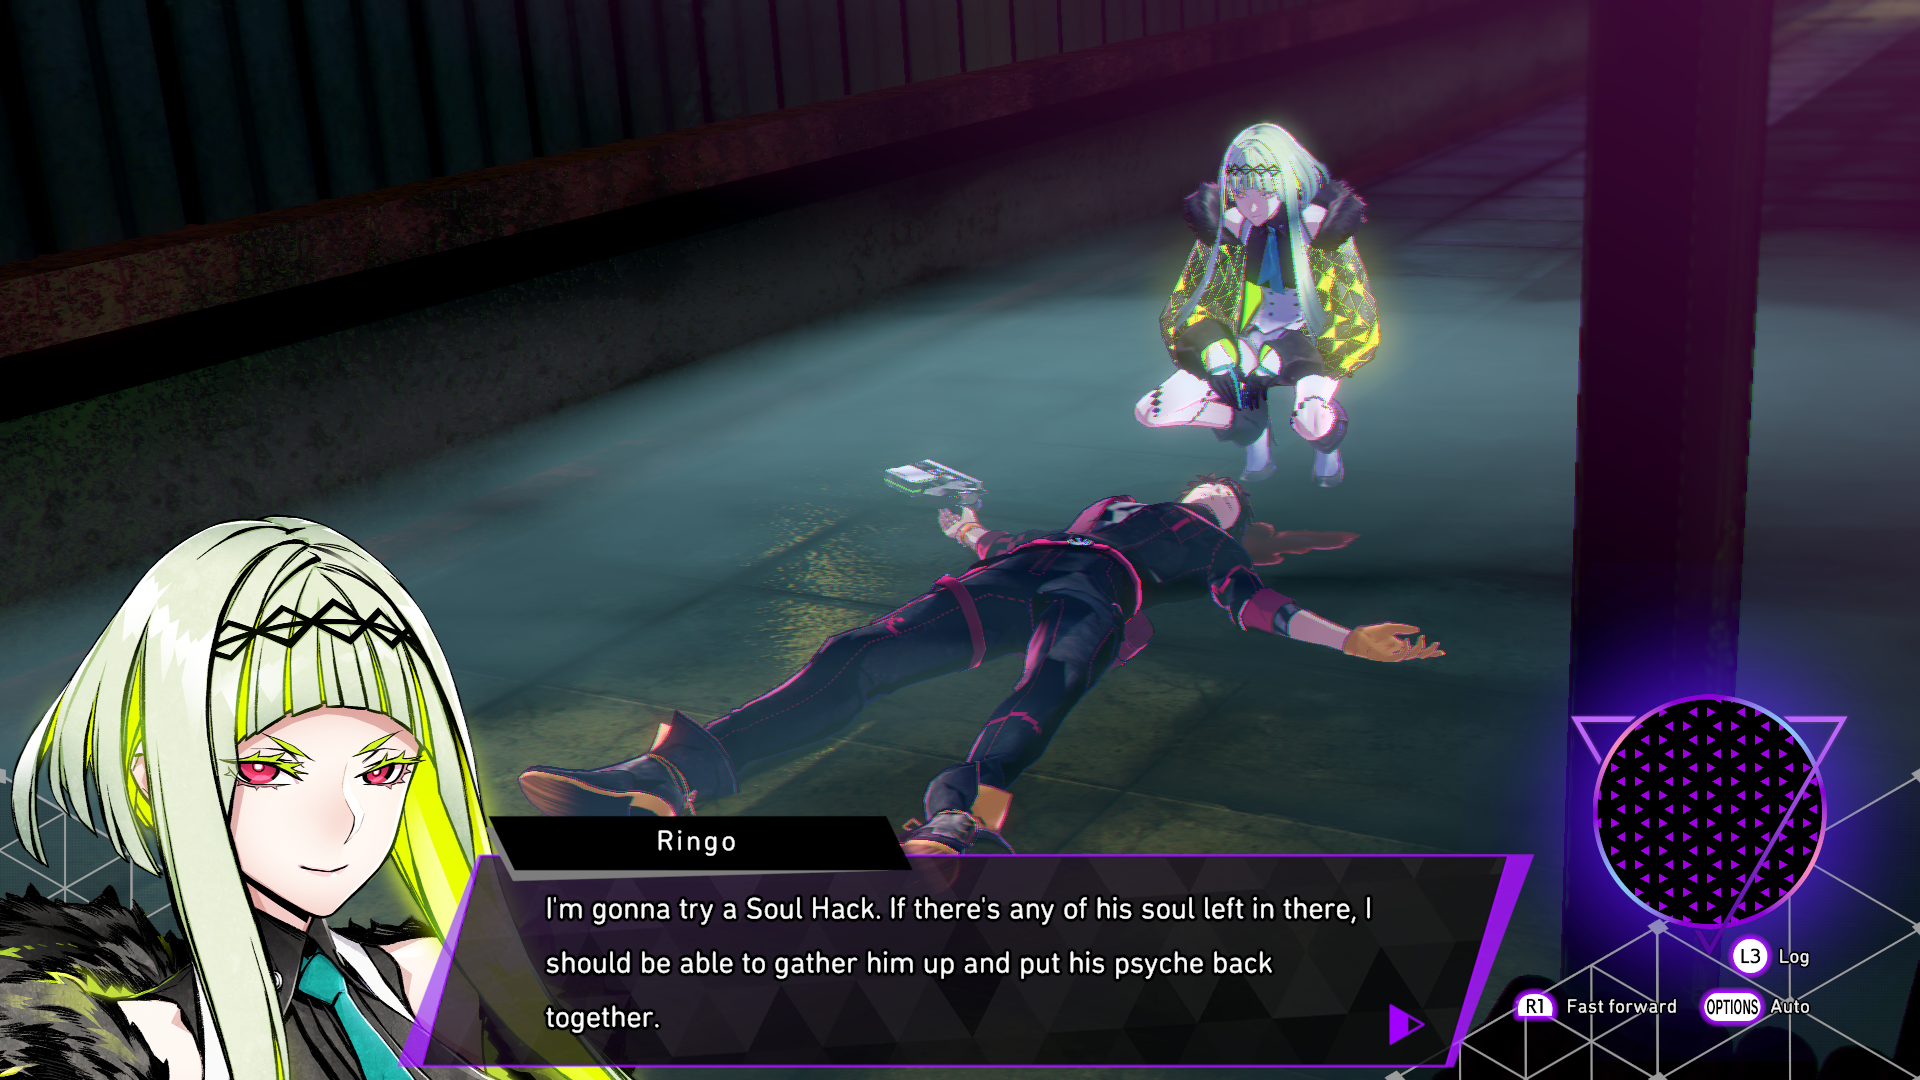 Ringo
I'm gonna try a Soul Hack. If there's any of his soul left in there, I
should be able to gather him up and put his psyche back
together.
L3 Log
R1 Fast forward OPTIONS Auto